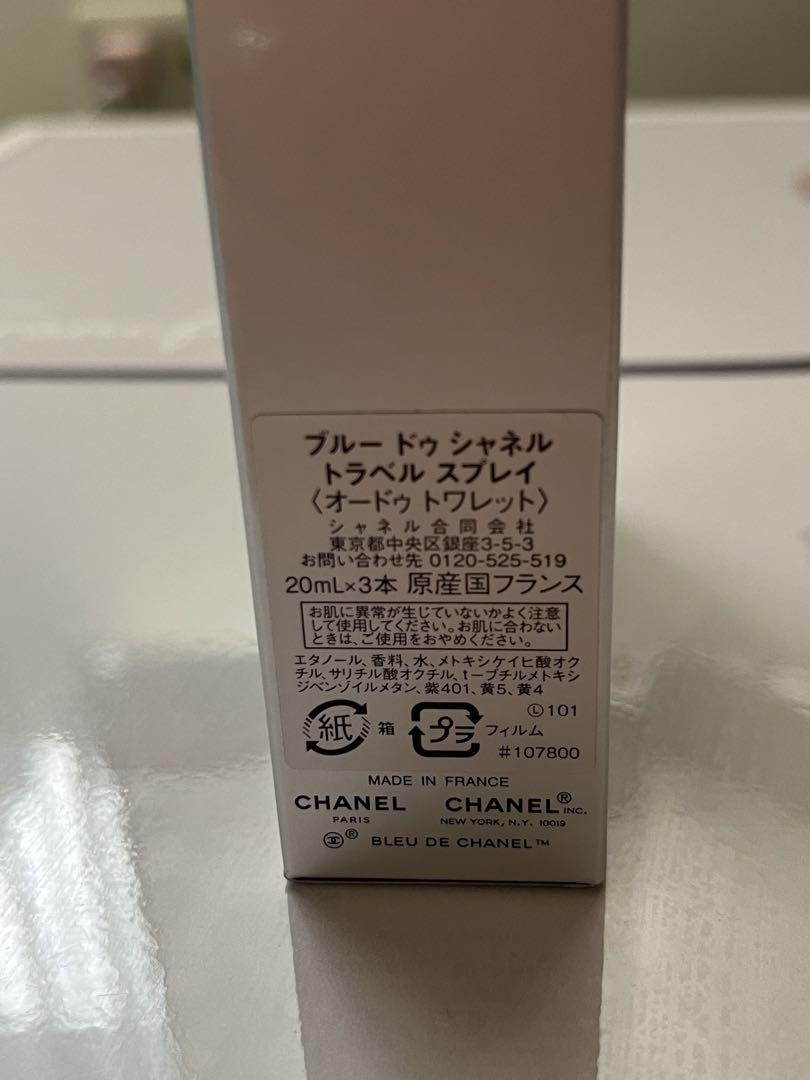 ブルー ドゥ シャネル
トラベル スプレイ
〈オードゥ トワレット〉
シャネル合同会社
東京都中央区銀座3-5-3
お問い合わせ先 0120-525-519
20mL×3本 原産国フランス
お肌に異常が生じていないかよく注意
して使用してください。お肌に合わない
ときは、ご使用をおやめください。
エタノール、香料、水、メトキシケイヒ酸オク
チル、サリチル酸オクチル、t-ブチルメトキシ
ジベンゾイルメタン、紫401、黄5、黄4
紙 箱 プラ フィルム Ⓛ101
#107800
MADE IN FRANCE
CHANEL CHANEL® INC.
PARIS NEW YORK, N.Y. 10019
® BLEU DE CHANEL™